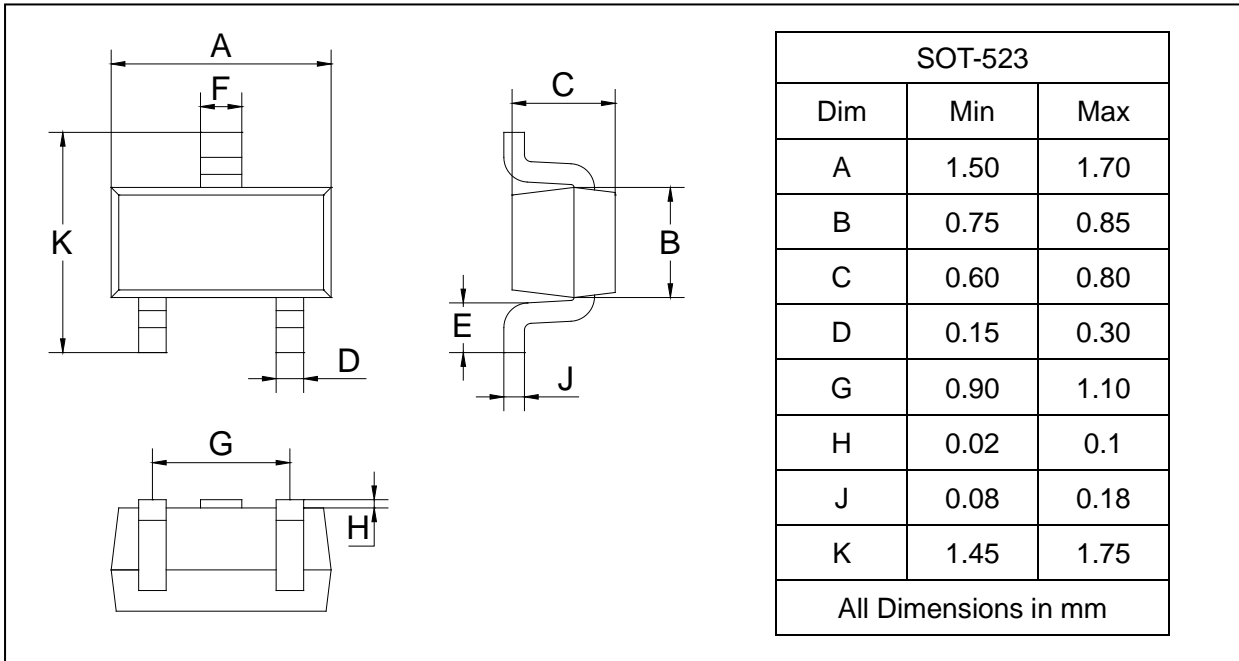 A
F
K
D
C
B
E
J
G
H
SOT-523
Dim Min Max
A 1.50 1.70
B 0.75 0.85
C 0.60 0.80
D 0.15 0.30
G 0.90 1.10
H 0.02 0.1
J 0.08 0.18
K 1.45 1.75
All Dimensions in mm